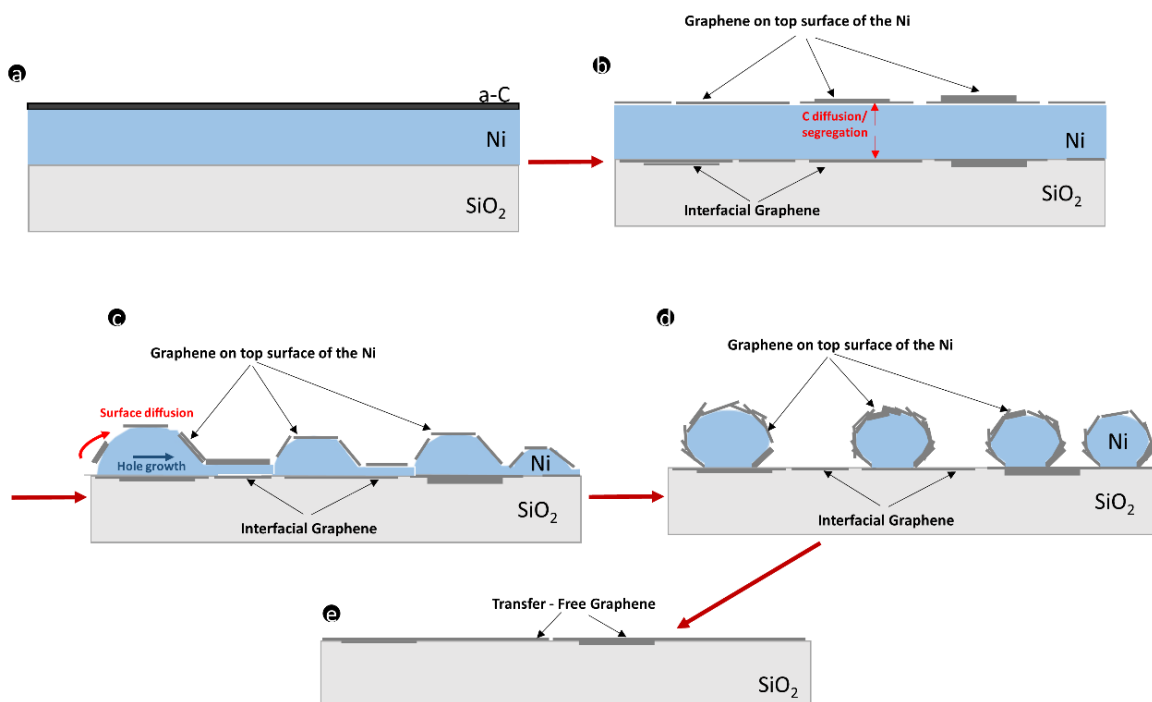 a
a-C
Ni
SiO₂
Graphene on top surface of the Ni
b
C diffusion/
segregation
Ni
Interfacial Graphene
SiO₂
c
Graphene on top surface of the Ni
Surface diffusion
Hole growth
Ni
Interfacial Graphene
SiO₂
d
Graphene on top surface of the Ni
Ni
Interfacial Graphene
SiO₂
e
Transfer - Free Graphene
SiO₂